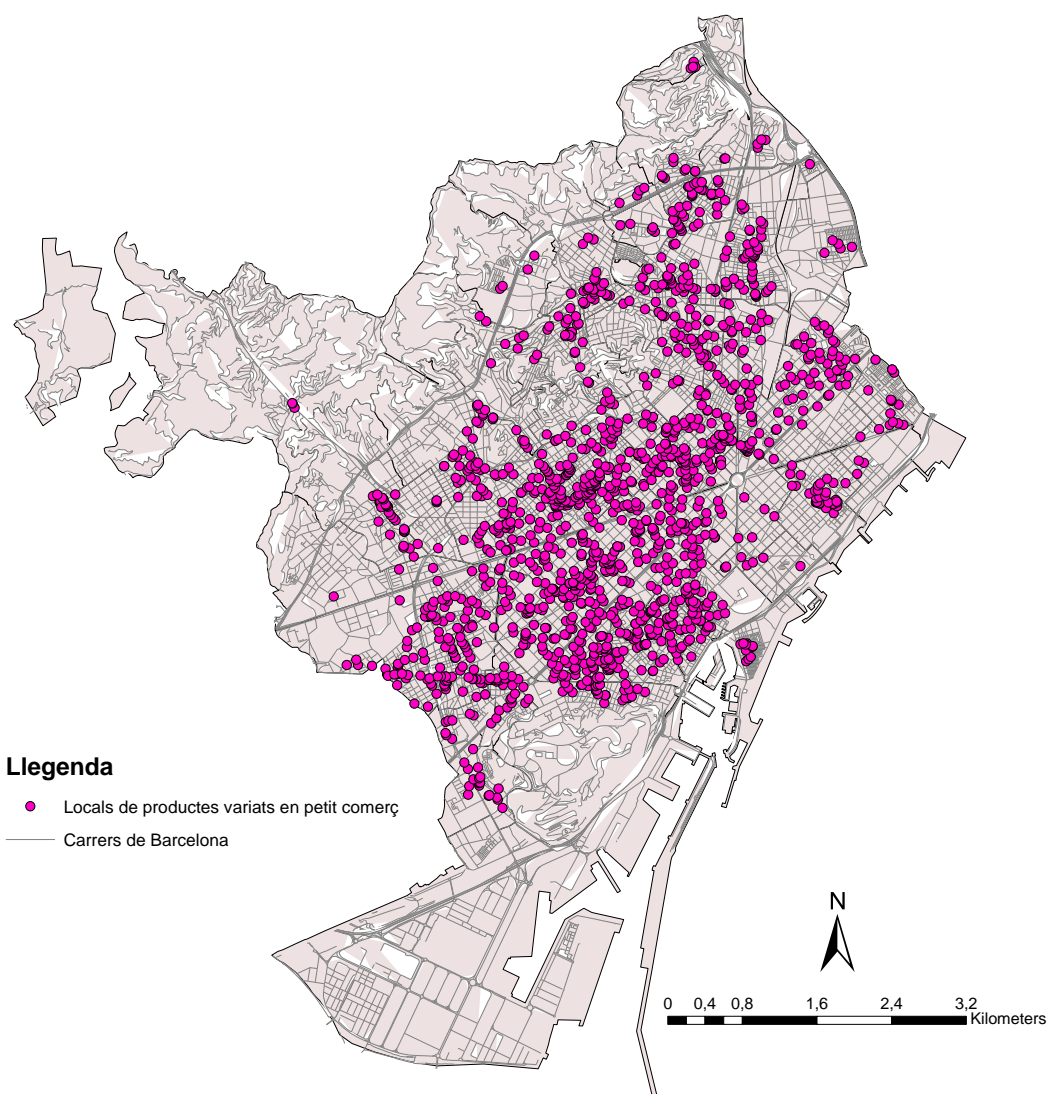 Llegenda
Locals de productes variats en petit comerç
Carrers de Barcelona
N
0 0,4 0,8 1,6 2,4 3,2
Kilometers